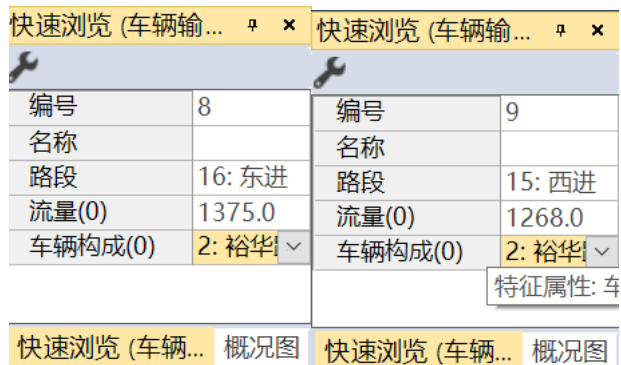 快速浏览 (车辆输...
编号 8
名称
路段 16: 东进
流量(0) 1375.0
车辆构成(0) 2: 裕华
快速浏览 (车辆... 概况图
快速浏览 (车辆输...
编号 9
名称
路段 15: 西进
流量(0) 1268.0
车辆构成(0) 2: 裕华
特征属性: 车
快速浏览 (车辆... 概况图